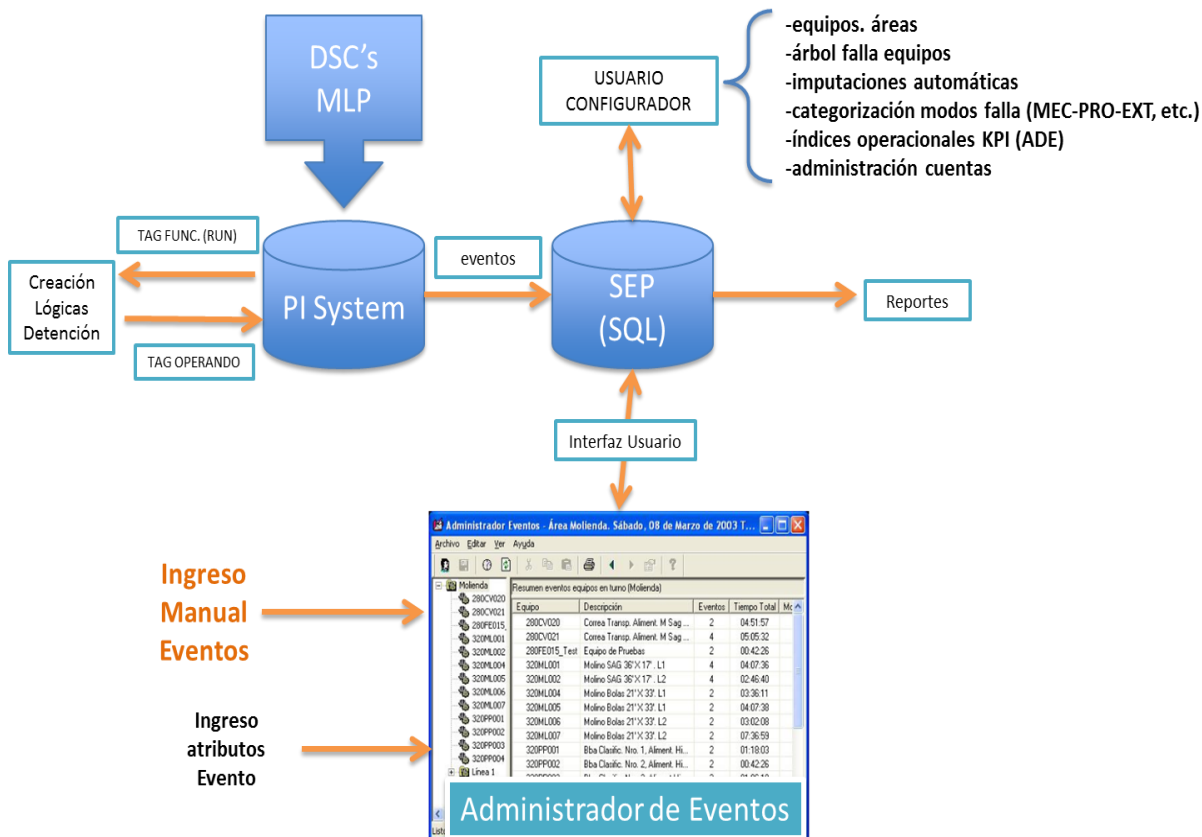 DSC's
MLP
USUARIO
CONFIGURADOR
-equipos. áreas
-árbol falla equipos
-imputaciones automáticas
-categorización modos falla (MEC-PRO-EXT, etc.)
-índices operacionales KPI (ADE)
-administración cuentas
TAG FUNC. (RUN)
Creación
Lógicas
Detención
TAG OPERANDO
PI System
eventos
SEP
(SQL)
Reportes
Interfaz Usuario
Ingreso
Manual
Eventos
Ingreso
atributos
Evento
Administrador Eventos - Área Molienda. Sábado, 08 de Marzo de 2003 T...
Archivo Editar Ver Ayuda
Molienda
280CV020
280CV021
280FE015_
320ML001
320ML002
320ML004
320ML005
320ML006
320ML007
320PP001
320PP002
320PP003
320PP004
Línea 1
Resumen eventos equipos en turno (Molienda)
Equipo Descripción Eventos Tiempo Total Mo
280CV020 Correa Transp. Aliment. M Sag ... 2 04:51:57
280CV021 Correa Transp. Aliment. M Sag ... 4 05:05:32
280FE015_Test Equipo de Pruebas 2 00:42:26
320ML001 Molino SAG 36'X 17'. L1 4 04:07:36
320ML002 Molino SAG 36'X 17'. L2 4 02:46:40
320ML004 Molino Bolas 21'X 33'. L1 2 03:36:11
320ML005 Molino Bolas 21'X 33'. L1 2 04:07:38
320ML006 Molino Bolas 21'X 33'. L2 2 03:02:08
320ML007 Molino Bolas 21'X 33'. L2 2 07:36:59
320PP001 Bba Clasific. Nro. 1, Aliment. Hi... 2 01:18:03
320PP002 Bba Clasific. Nro. 2, Aliment. Hi... 2 00:42:26
Administrador de Eventos